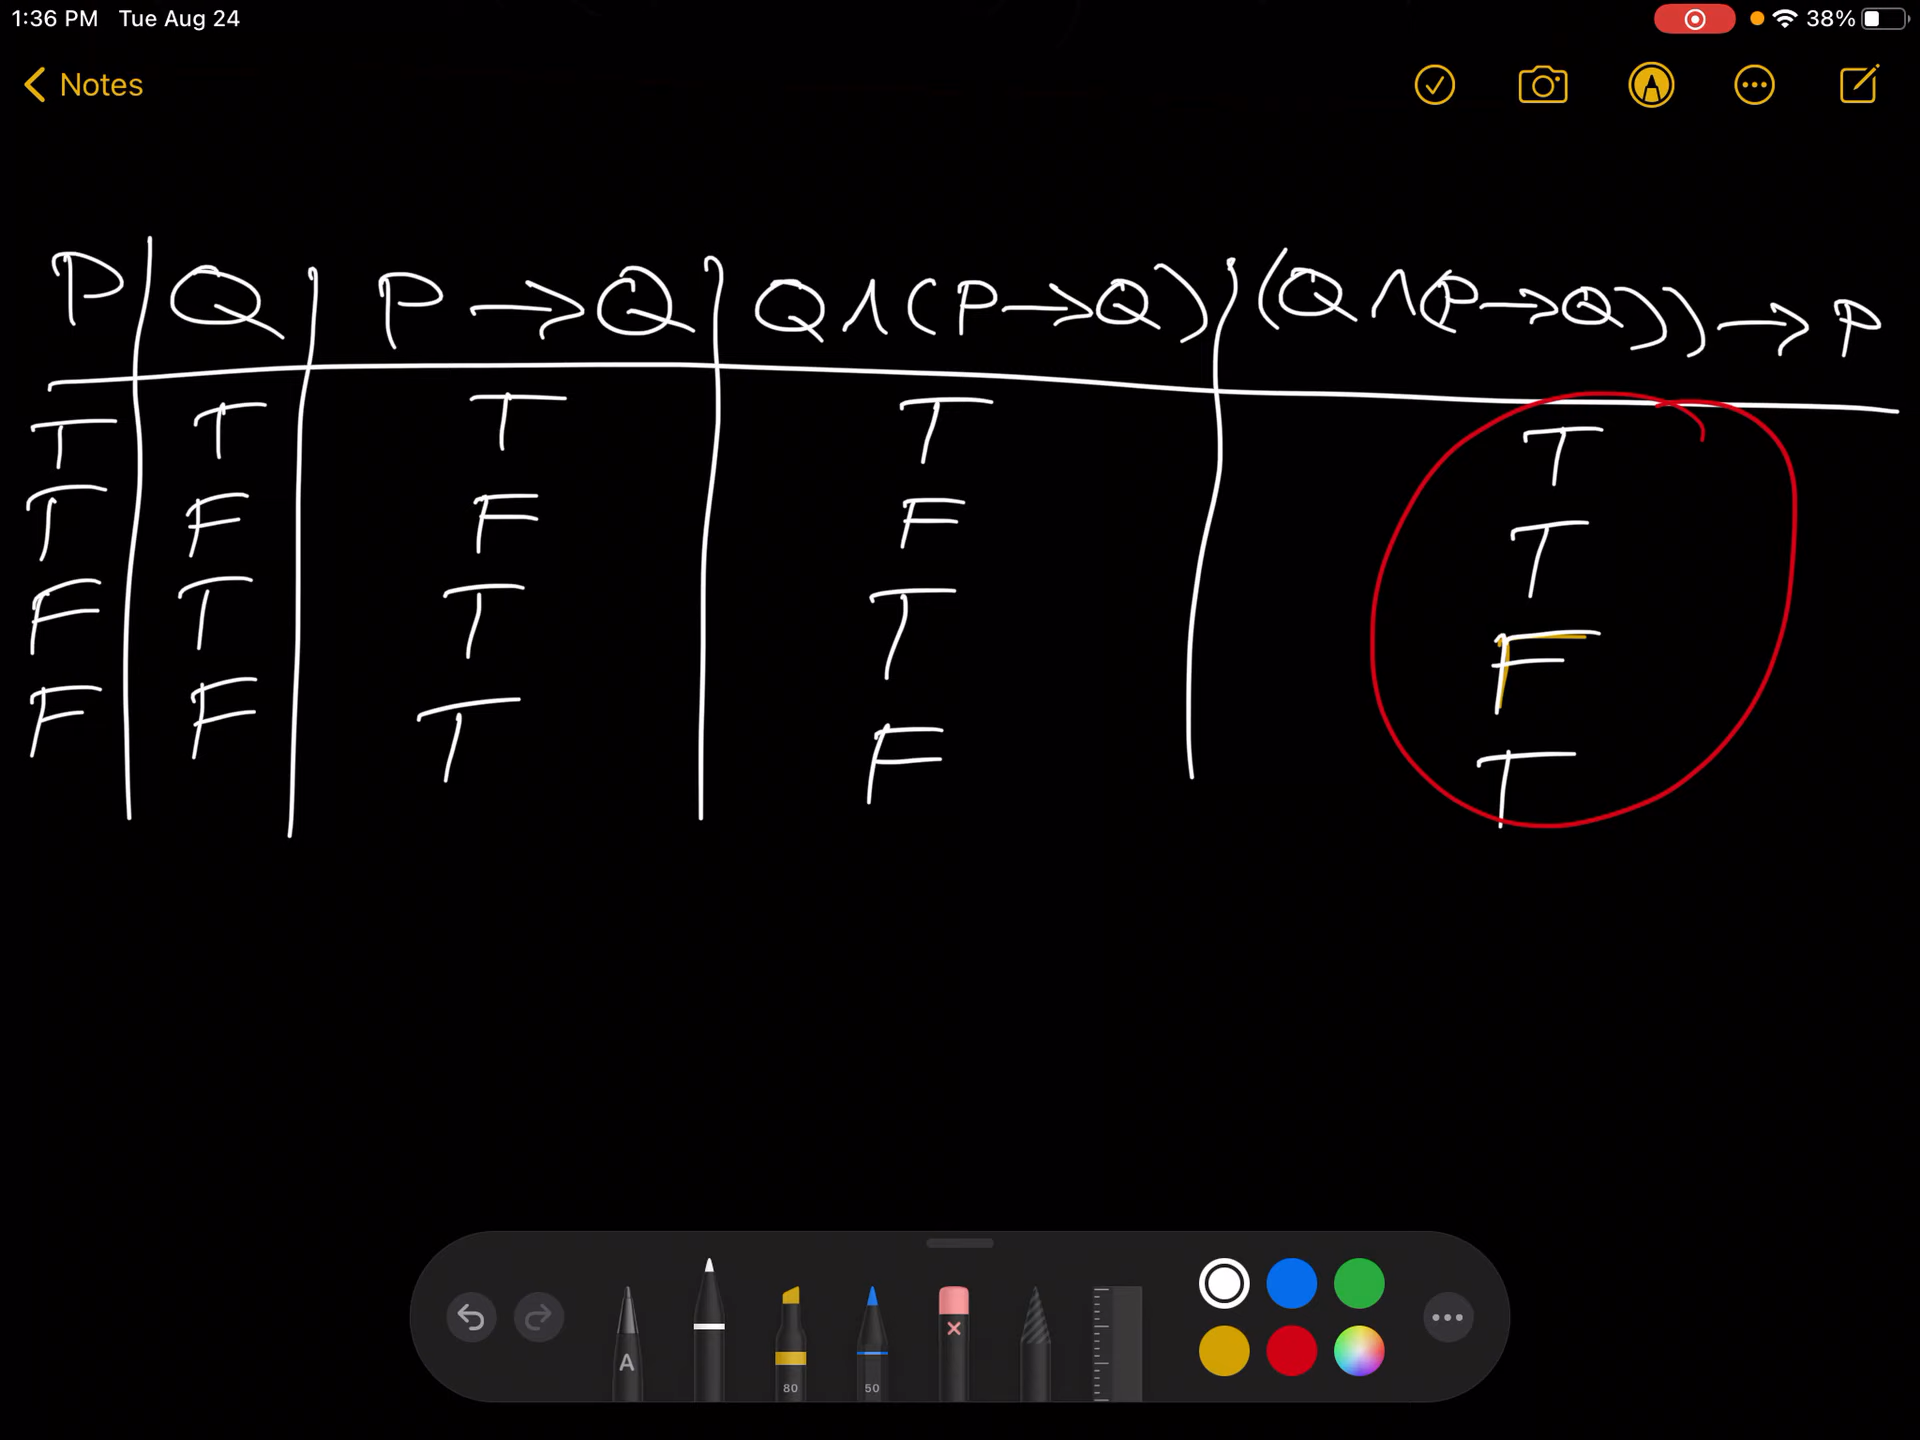 1:36 PM Tue Aug 24 38%
Notes
P Q P → Q Q ∧ (P → Q) (Q ∧ (P → Q)) → P
T T T T T
T F F F T
F T T T F
F F T F T
A 80 50